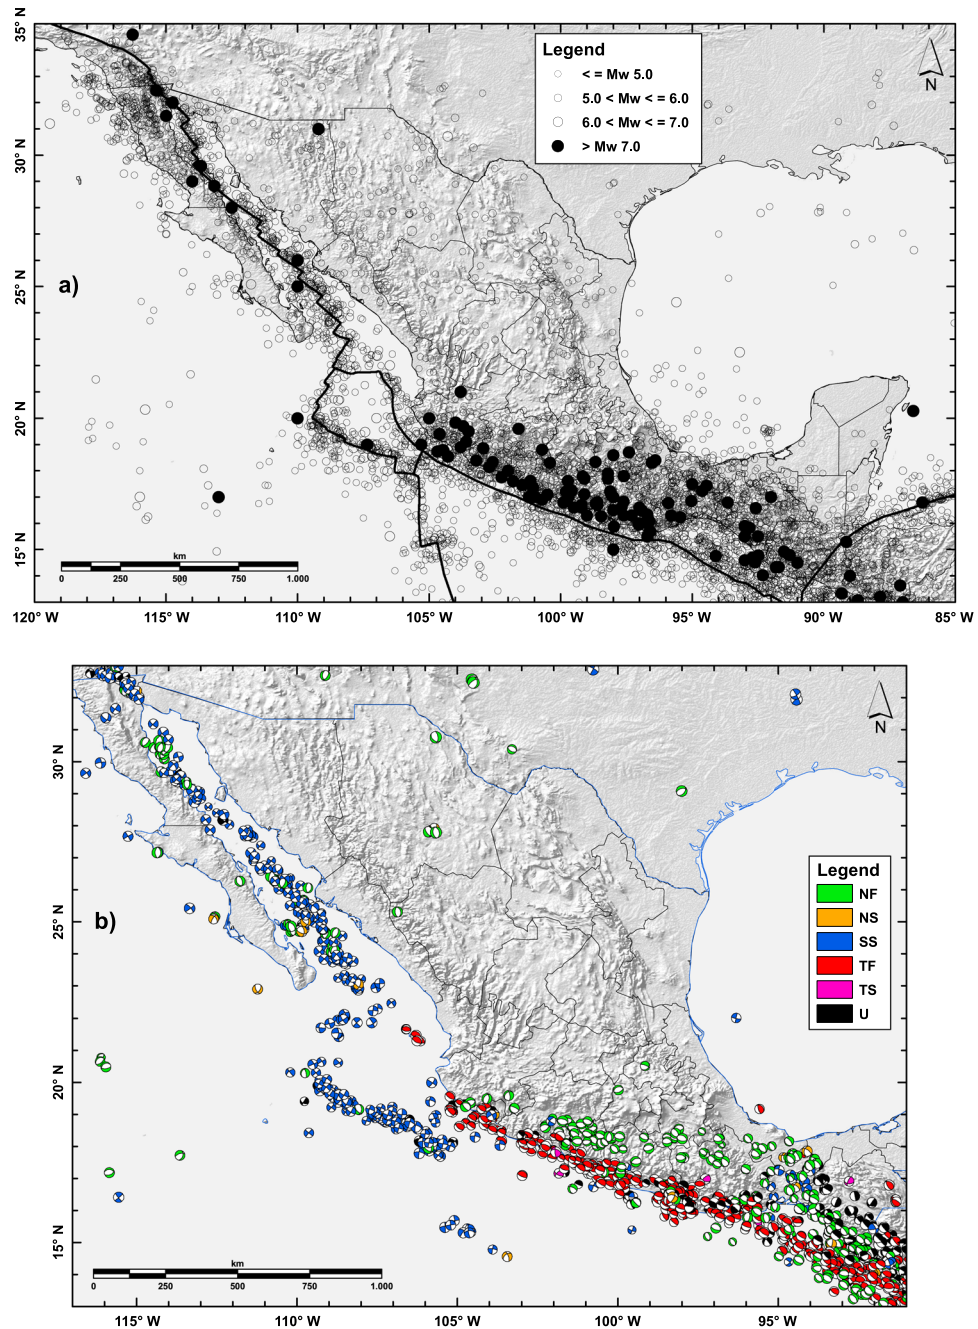 35° N
30° N
25° N
20° N
15° N
a)
Legend
< = Mw 5.0
5.0 < Mw < = 6.0
6.0 < Mw < = 7.0
> Mw 7.0
N
km
0 250 500 750 1.000
120° W 115° W 110° W 105° W 100° W 95° W 90° W 85° W
30° N
25° N
20° N
15° N
b)
N
Legend
NF
NS
SS
TF
TS
U
km
0 250 500 750 1.000
115° W 110° W 105° W 100° W 95° W